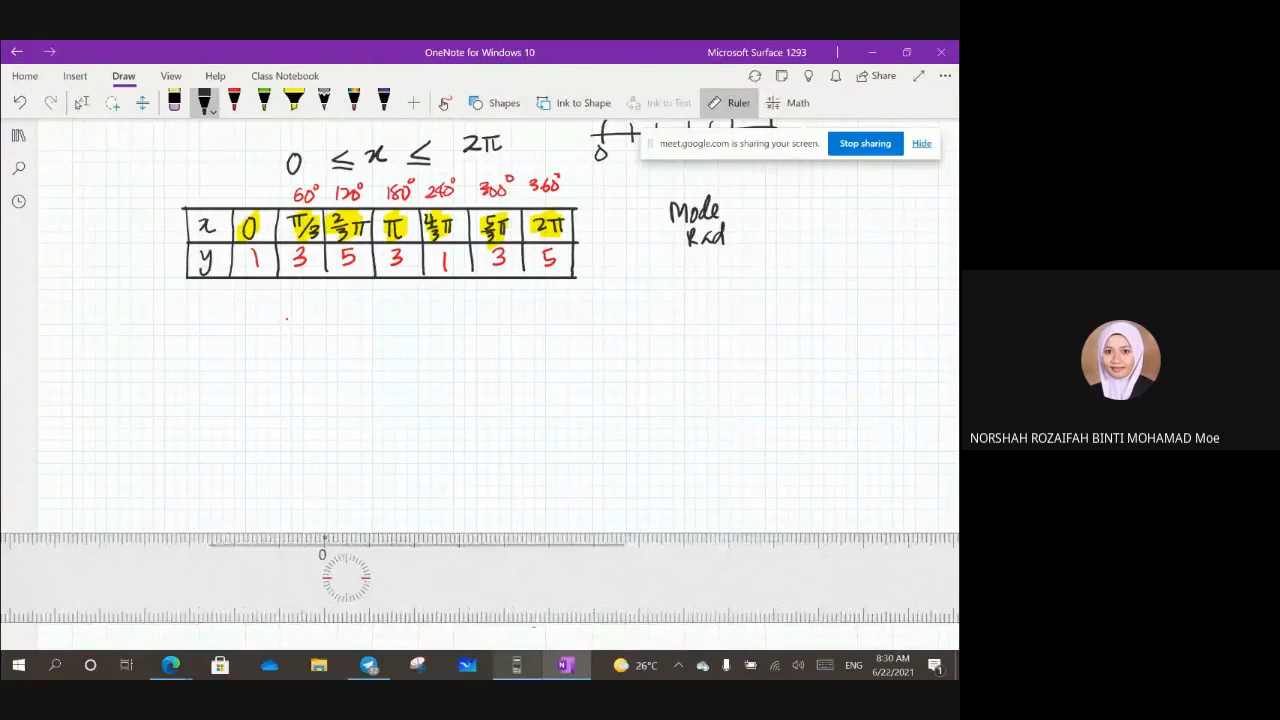 OneNote for Windows 10
Microsoft Surface 1293
Home Insert Draw View Help Class Notebook
Share
Shapes Ink to Shape Ink to Text Ruler Math
meet.google.com is sharing your screen. Stop sharing Hide
0 ≤ x ≤ 2π
0
60° 120° 180° 240° 300° 360°
x 0 π/3 2/3π π 4/3π 5/3π 2π
y 1 3 5 3 1 3 5
Mode
Rad
0
NORSHAH ROZAIFAH BINTI MOHAMAD Moe
26°C
ENG
8:30 AM
6/22/2021
1